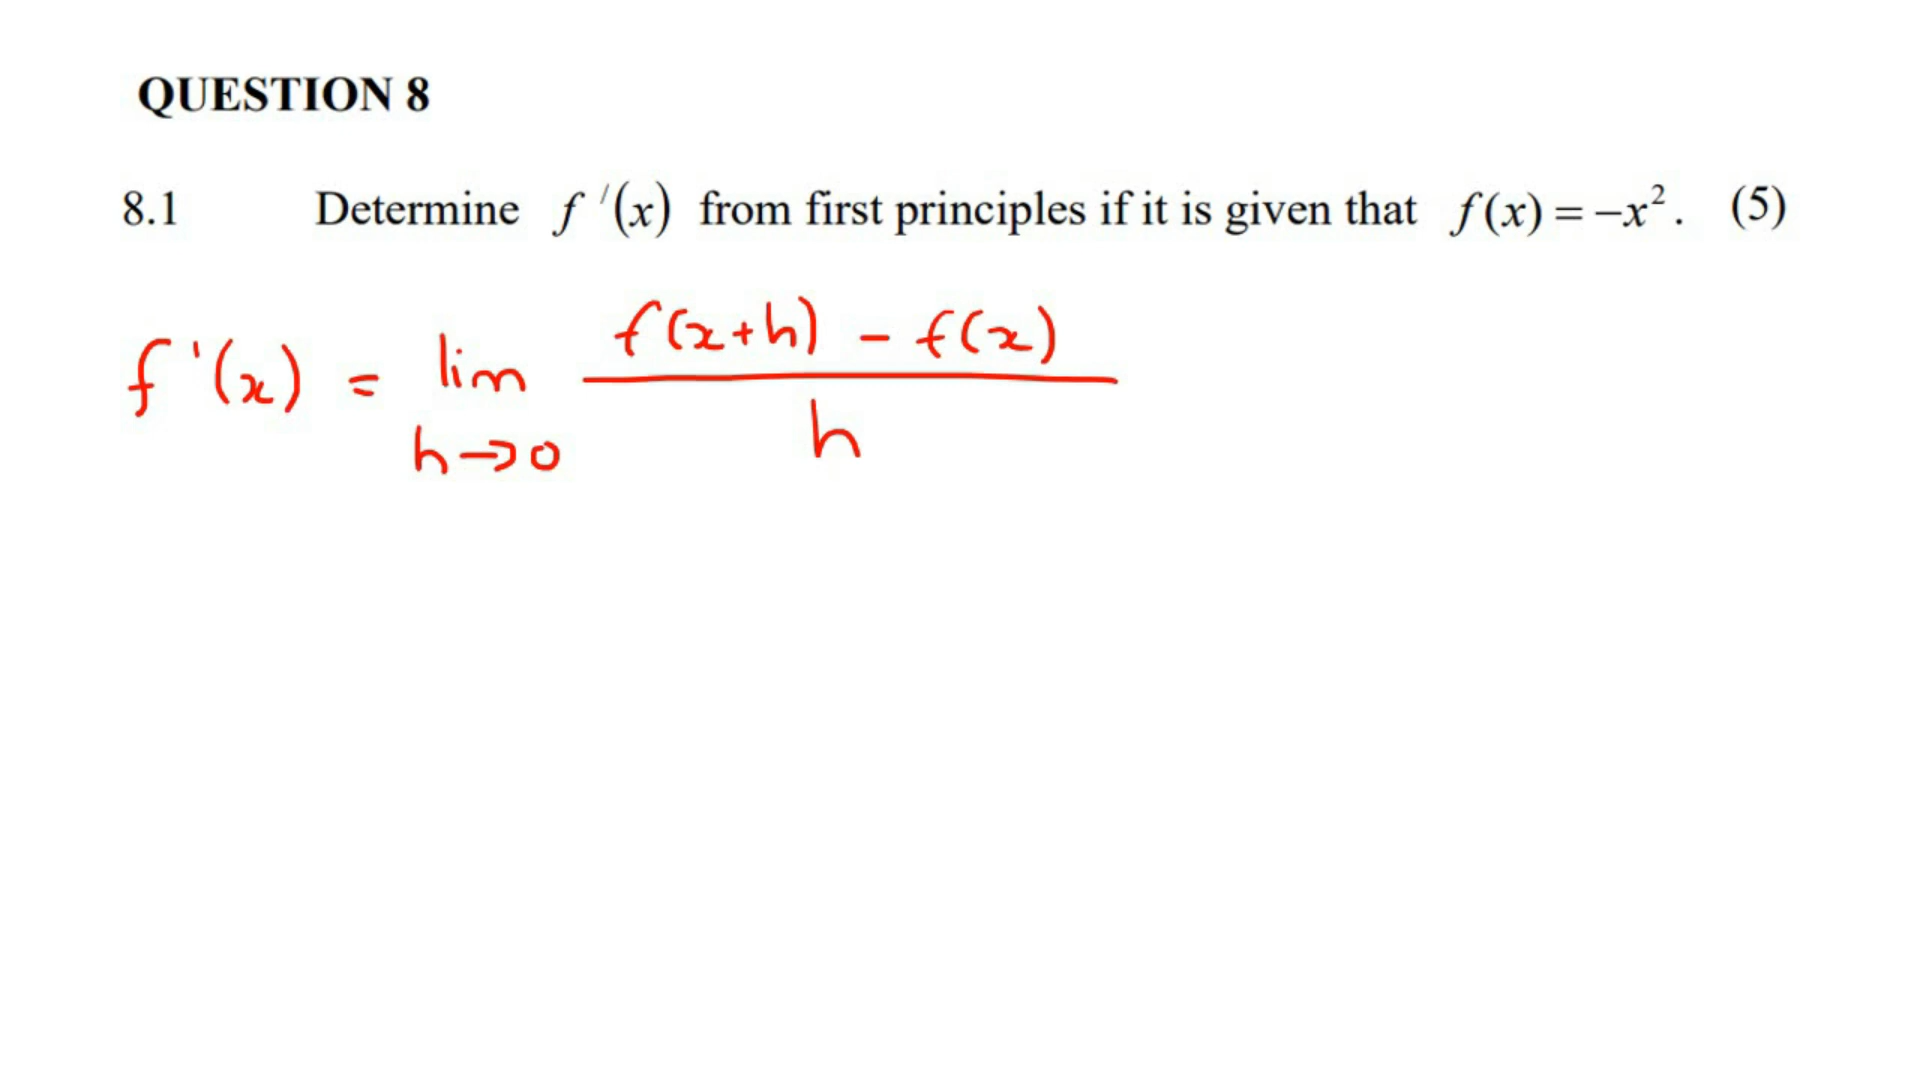 QUESTION 8
8.1 Determine f '(x) from first principles if it is given that f(x) = –x². (5)
f'(x) = lim f(x+h) – f(x)
h→0 h